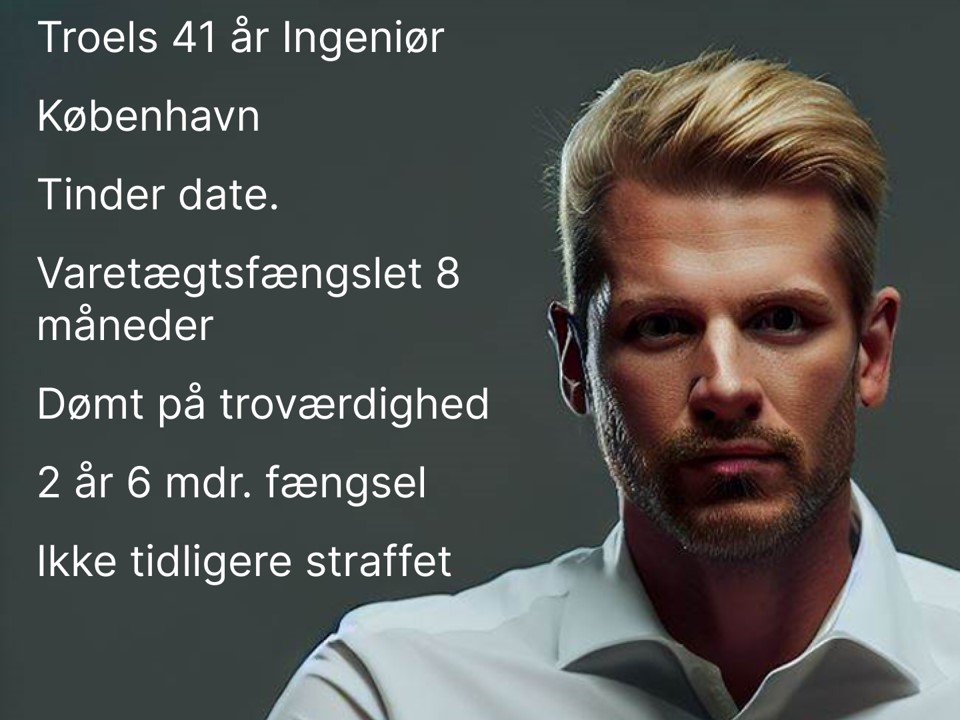 Troels 41 år Ingeniør
København
Tinder date.
Varetægtsfængslet 8
måneder
Dømt på troværdighed
2 år 6 mdr. fængsel
Ikke tidligere straffet